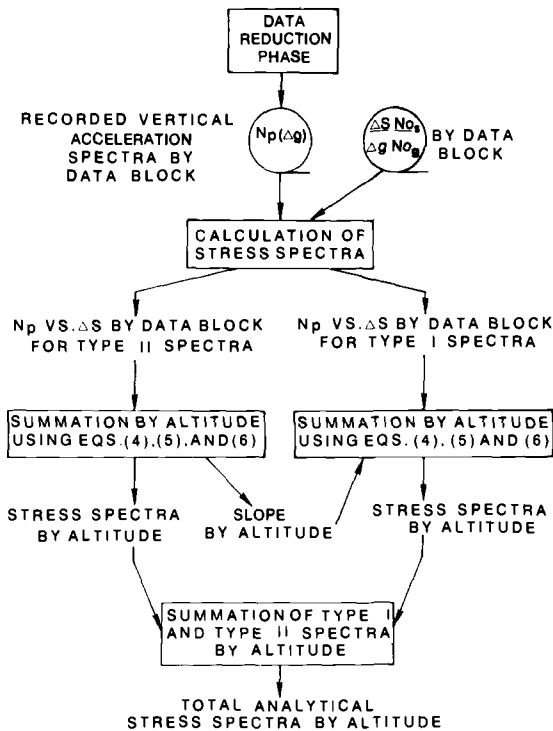 DATA
REDUCTION
PHASE
RECORDED VERTICAL
ACCELERATION
SPECTRA BY
DATA BLOCK
Np(Δg)
ΔS Nos
Δg Nog
BY DATA
BLOCK
CALCULATION OF
STRESS SPECTRA
Np VS. ΔS BY DATA BLOCK
FOR TYPE II SPECTRA
Np VS. ΔS BY DATA BLOCK
FOR TYPE I SPECTRA
SUMMATION BY ALTITUDE
USING EQS. (4), (5), AND (6)
SUMMATION BY ALTITUDE
USING EQS. (4), (5) AND (6)
STRESS SPECTRA
BY ALTITUDE
SLOPE
BY ALTITUDE
STRESS SPECTRA
BY ALTITUDE
SUMMATION OF TYPE I
AND TYPE II SPECTRA
BY ALTITUDE
TOTAL ANALYTICAL
STRESS SPECTRA BY ALTITUDE